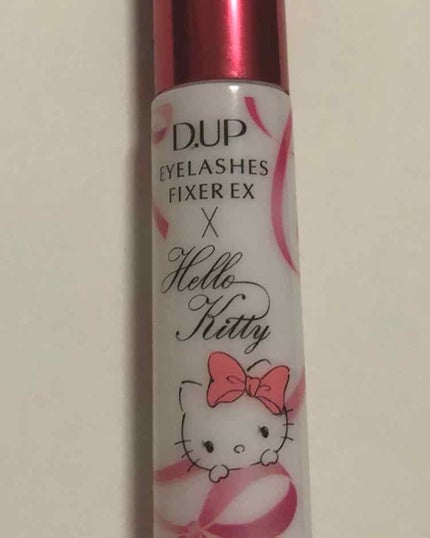 D.UP
EYELASHES
FIXER EX
X
Hello
Kitty